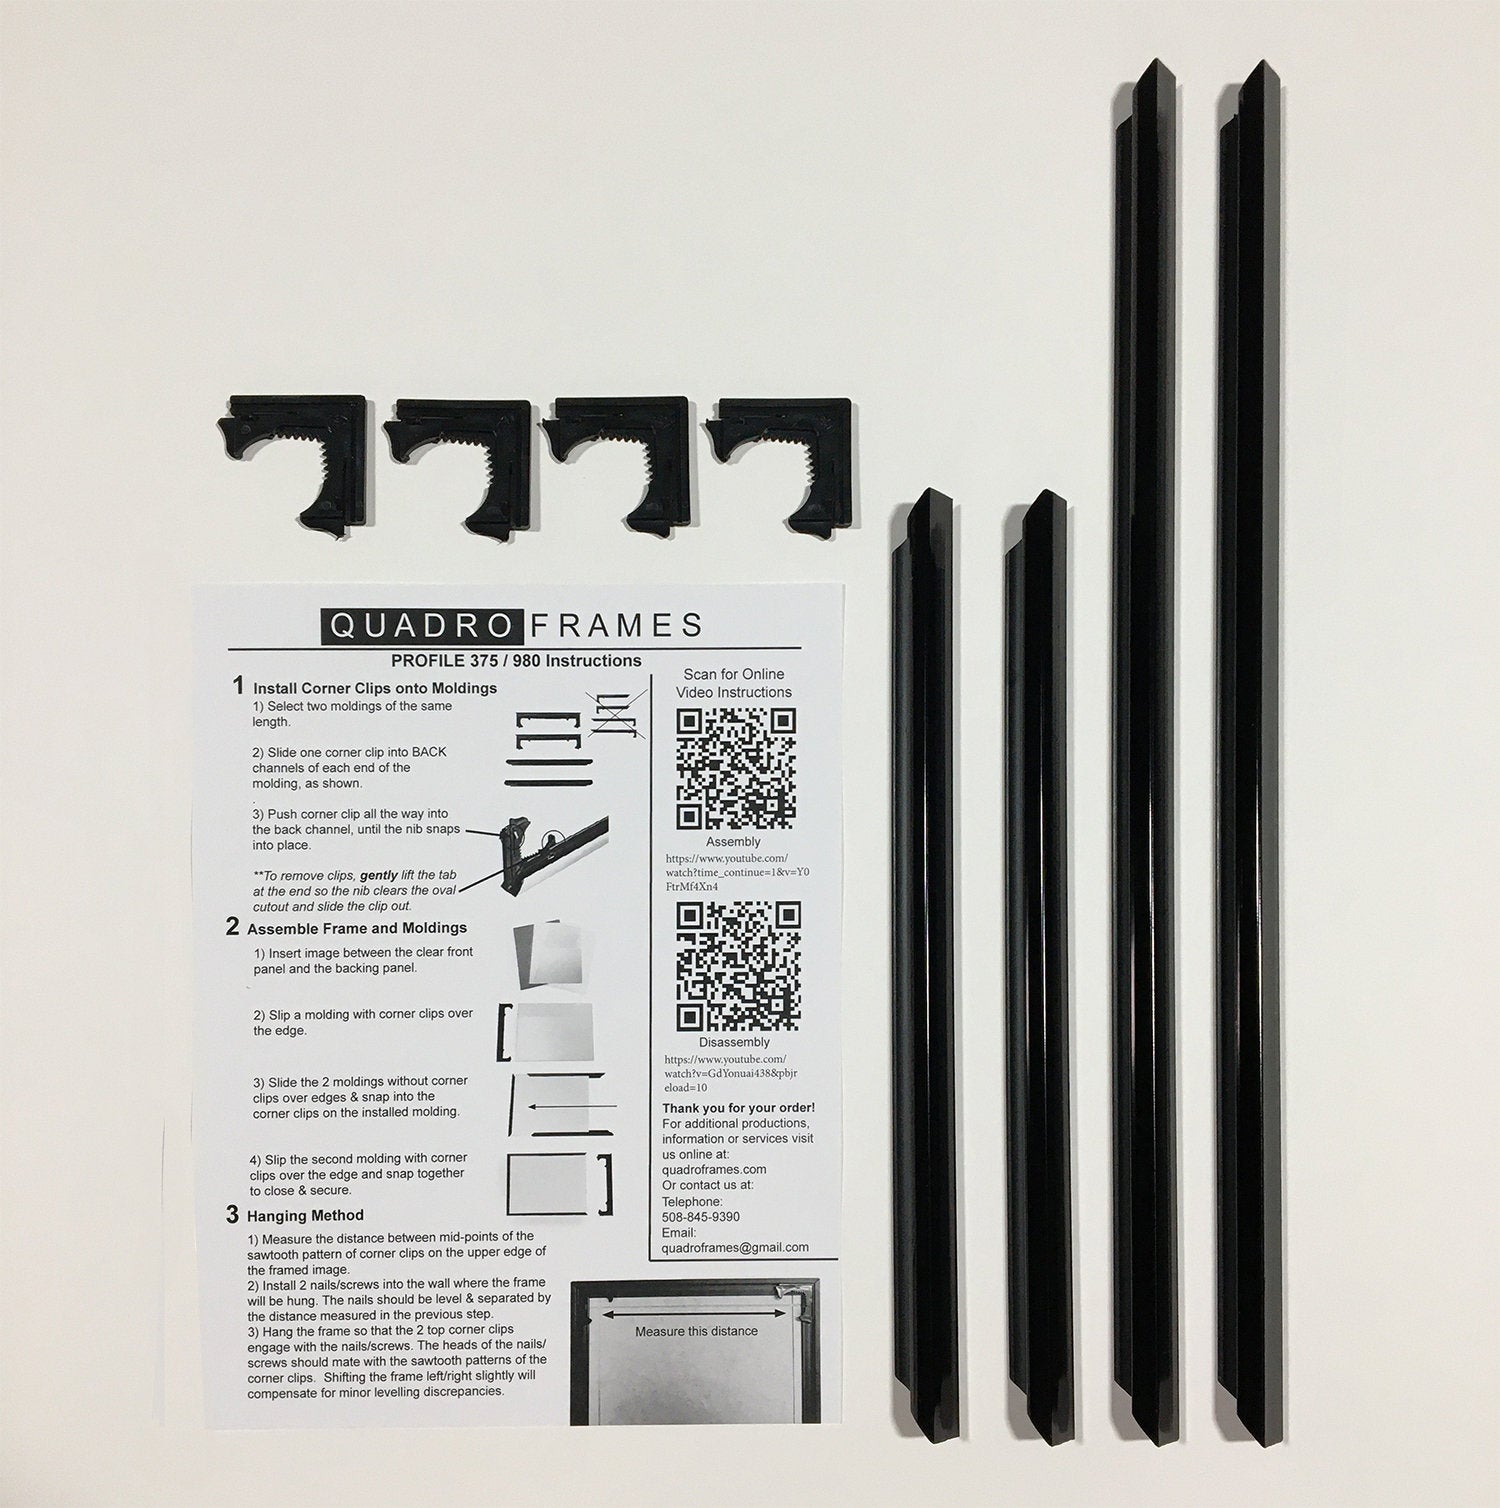 QUADRO FRAMES
PROFILE 375 / 980 Instructions
1 Install Corner Clips onto Moldings
1) Select two moldings of the same
length.
2) Slide one corner clip into BACK
channels of each end of the
molding, as shown.
.
3) Push corner clip all the way into
the back channel, until the nib snaps
into place.
**To remove clips, gently lift the tab
at the end so the nib clears the oval
cutout and slide the clip out.
2 Assemble Frame and Moldings
1) Insert image between the clear front
panel and the backing panel.
2) Slip a molding with corner clips over
the edge.
3) Slide the 2 moldings without corner
clips over edges & snap into the
corner clips on the installed molding.
4) Slip the second molding with corner
clips over the edge and snap together
to close & secure.
3 Hanging Method
1) Measure the distance between mid-points of the
sawtooth pattern of corner clips on the upper edge of
the framed image.
2) Install 2 nails/screws into the wall where the frame
will be hung. The nails should be level & separated by
the distance measured in the previous step.
3) Hang the frame so that the 2 top corner clips
engage with the nails/screws. The heads of the nails/
screws should mate with the sawtooth patterns of the
corner clips. Shifting the frame left/right slightly will
compensate for minor levelling discrepancies.
Scan for Online
Video Instructions
Assembly
https://www.youtube.com/
watch?time_continue=1&v=Y0
FtrMf4Xn4
Disassembly
https://www.youtube.com/
watch?v=GdYonuai438&pbjr
eload=10
Thank you for your order!
For additional productions,
information or services visit
us online at:
quadroframes.com
Or contact us at:
Telephone:
508-845-9390
Email:
quadroframes@gmail.com
Measure this distance